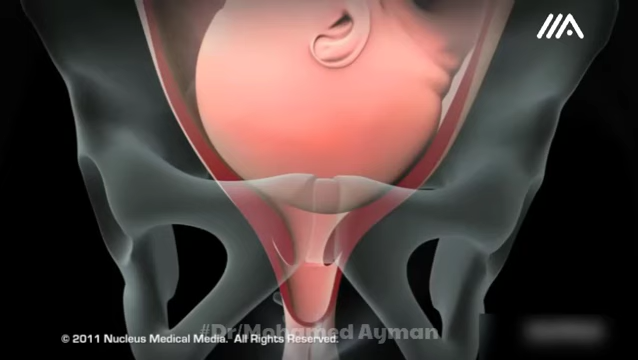 #Dr/Mohamed Ayman
© 2011 Nucleus Medical Media. All Rights Reserved.